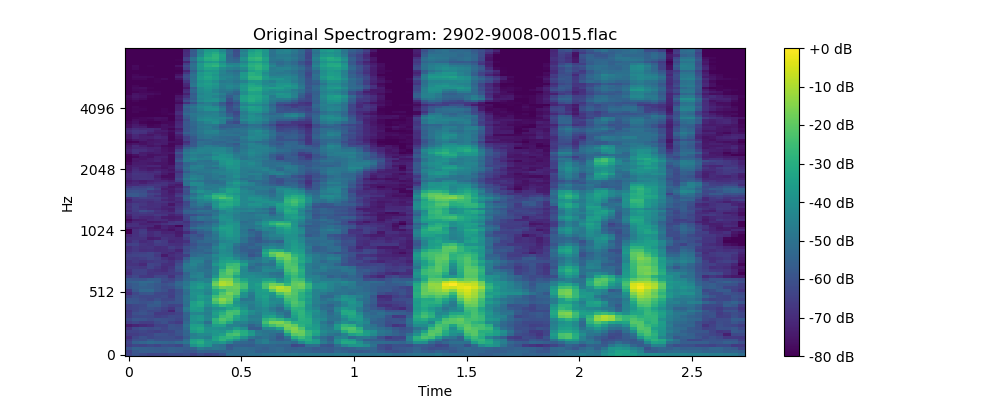 Original Spectrogram: 2902-9008-0015.flac
+0 dB
-10 dB
-20 dB
-30 dB
-40 dB
-50 dB
-60 dB
-70 dB
-80 dB
4096
2048
1024
512
0
Hz
0
0.5
1
1.5
2
2.5
Time